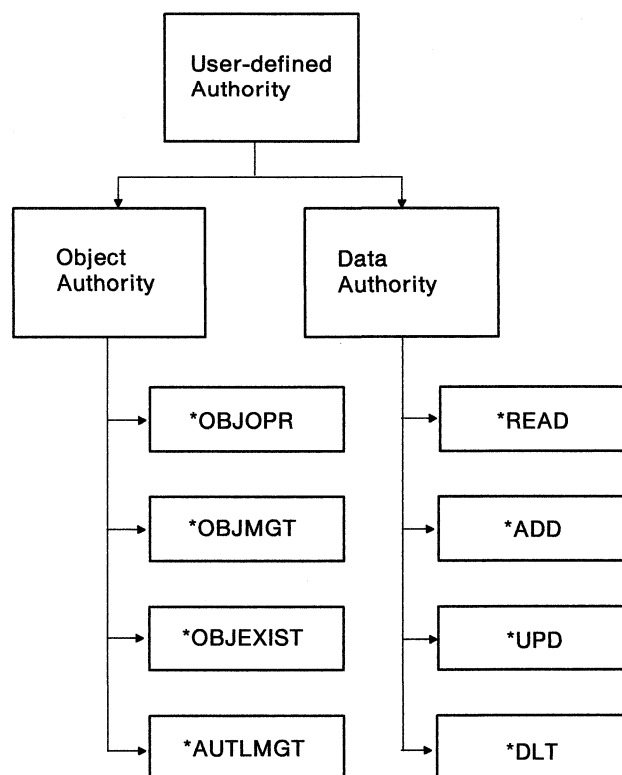 User-defined
Authority
Object
Authority
Data
Authority
*OBJOPR
*OBJMGT
*OBJEXIST
*AUTLMGT
*READ
*ADD
*UPD
*DLT